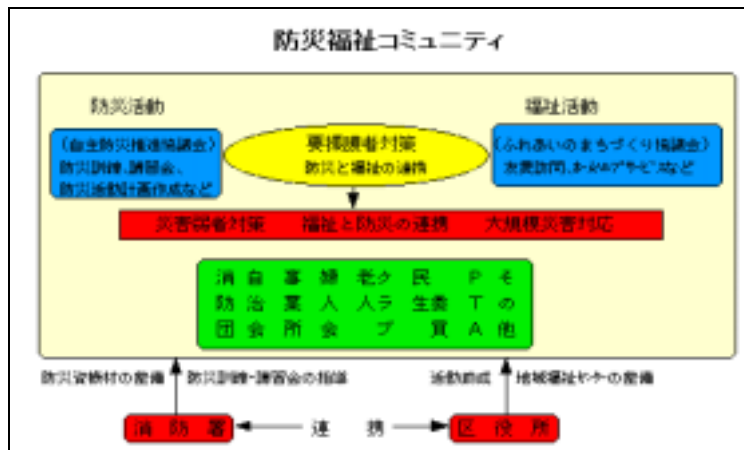 防災福祉コミュニティ
防災活動
福祉活動
(自主防災推進協議会)
防災訓練、講習会、
防災活動計画作成など
要援護者対策
防災と福祉の連携
(ふれあいのまちづくり協議会)
友愛訪問、ホームヘルプサービスなど
災害弱者対策 福祉と防災の連携 大規模災害対応
消防団
自治会
事業所
婦人会
老人クラブ
民生委員
PTA
その他
防災資機材の整備
防災訓練・講習会の指導
活動助成
地域福祉センターの整備
消防署
連携
区役所